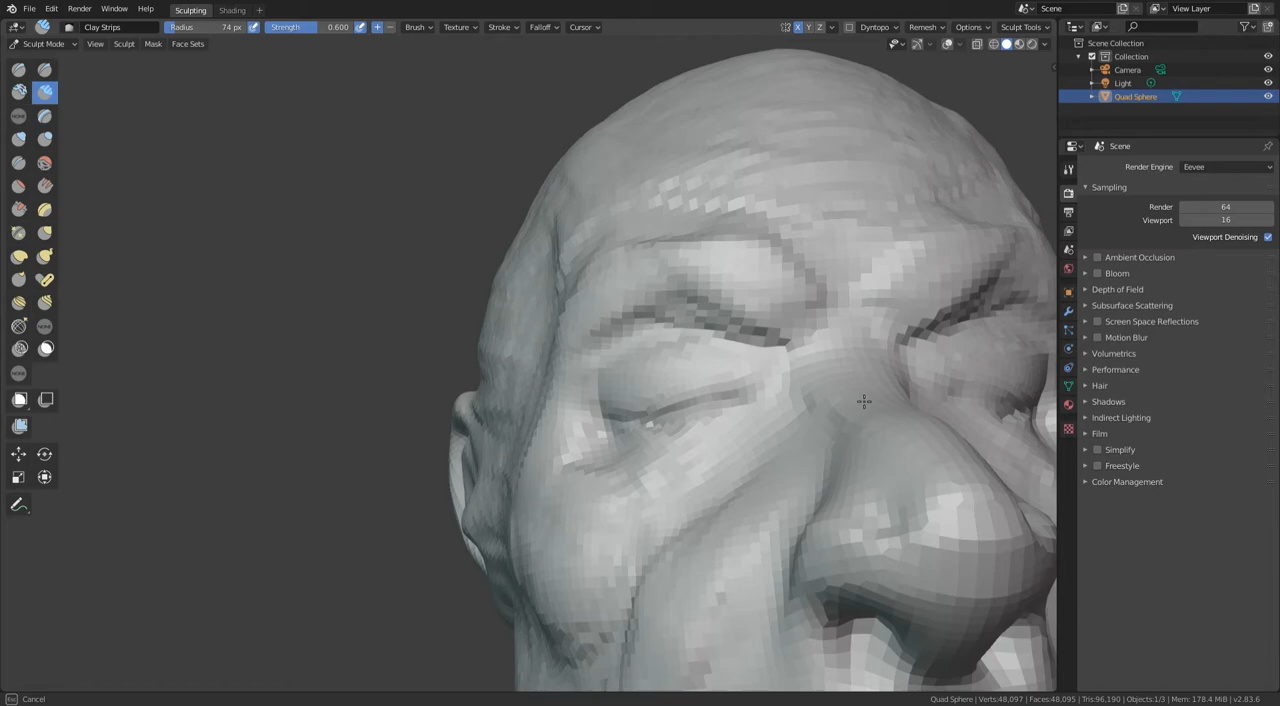 File Edit Render Window Help Sculpting Shading + Scene View Layer
Clay Strips Radius 74 px Strength 0.600 Brush Texture Stroke Falloff Cursor X Y Z Dyntopo Remesh Options Sculpt Tools
Sculpt Mode View Sculpt Mask Face Sets
Scene Collection
Collection
Camera
Light
Quad Sphere
NONE
NONE
NONE
Scene
Render Engine Eevee
Sampling
Render 64
Viewport 16
Viewport Denoising
Ambient Occlusion
Bloom
Depth of Field
Subsurface Scattering
Screen Space Reflections
Motion Blur
Volumetrics
Performance
Hair
Shadows
Indirect Lighting
Film
Simplify
Freestyle
Color Management
Esc Cancel Quad Sphere | Verts:48,097 | Faces:48,095 | Tris:96,190 | Objects:1/3 | Mem: 178.4 MiB | v2.83.6